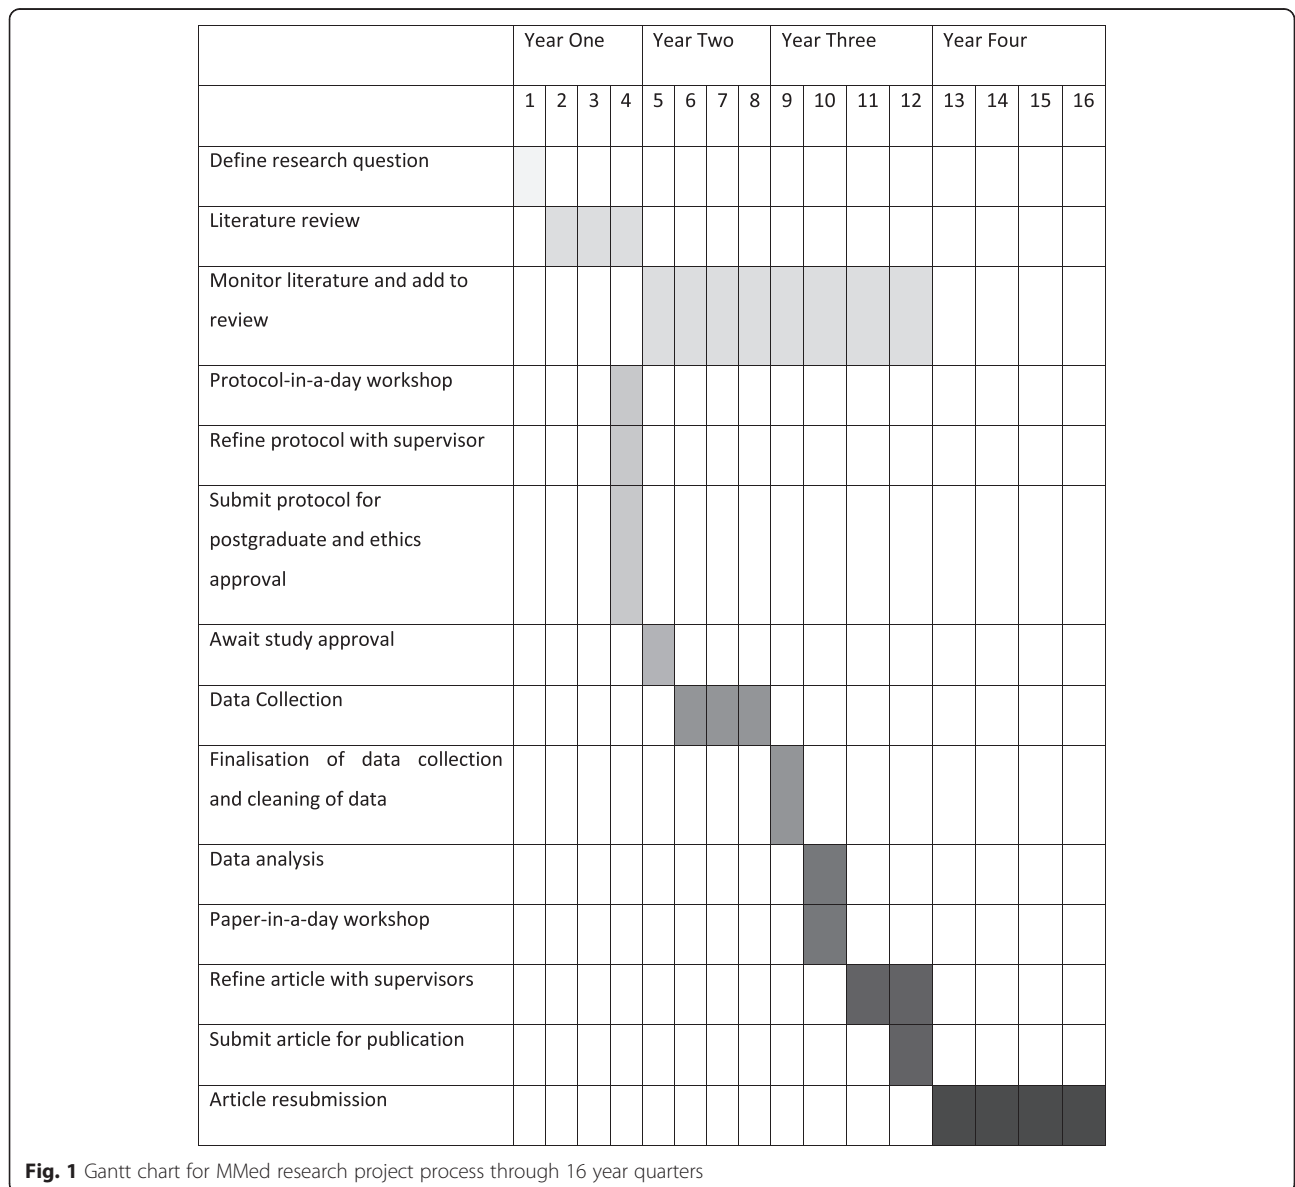 Year One Year Two Year Three Year Four
1 2 3 4 5 6 7 8 9 10 11 12 13 14 15 16
Define research question
Literature review
Monitor literature and add to
review
Protocol-in-a-day workshop
Refine protocol with supervisor
Submit protocol for
postgraduate and ethics
approval
Await study approval
Data Collection
Finalisation of data collection
and cleaning of data
Data analysis
Paper-in-a-day workshop
Refine article with supervisors
Submit article for publication
Article resubmission
Fig. 1 Gantt chart for MMed research project process through 16 year quarters